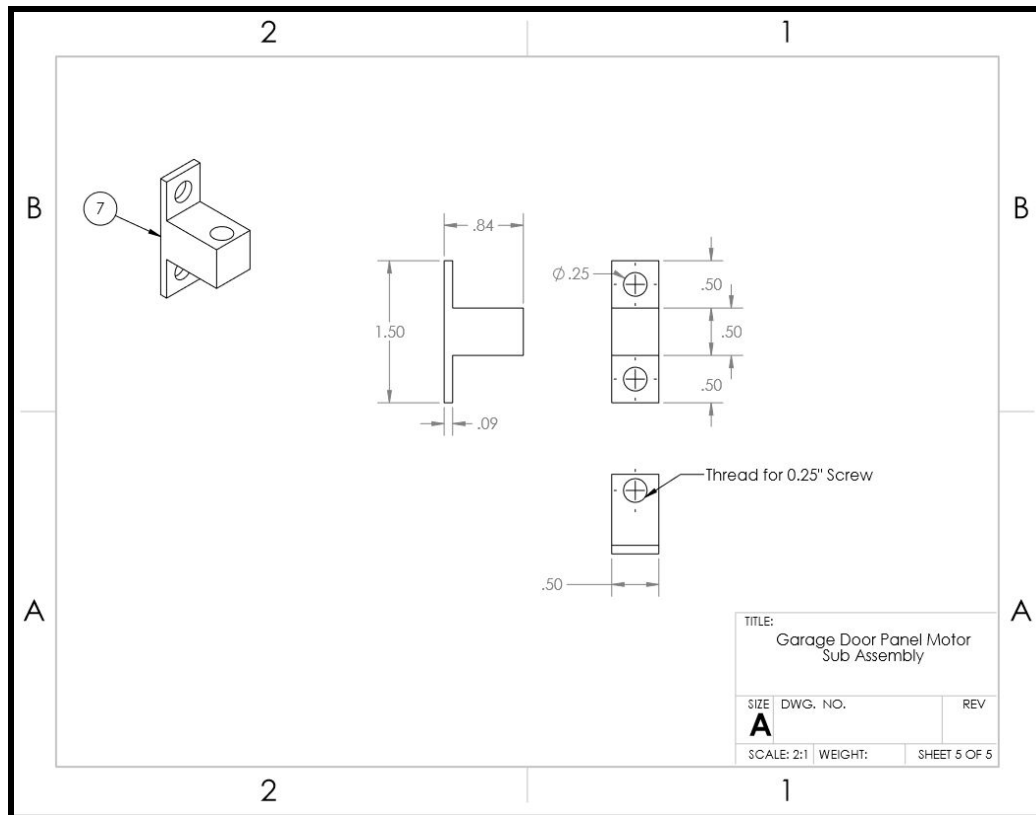 2
1
B
B
7
.84
Ø.25
.50
1.50
.50
.50
.09
Thread for 0.25" Screw
.50
A
A
TITLE:
Garage Door Panel Motor
Sub Assembly
SIZE DWG. NO. REV
A
SCALE: 2:1 WEIGHT: SHEET 5 OF 5
2
1